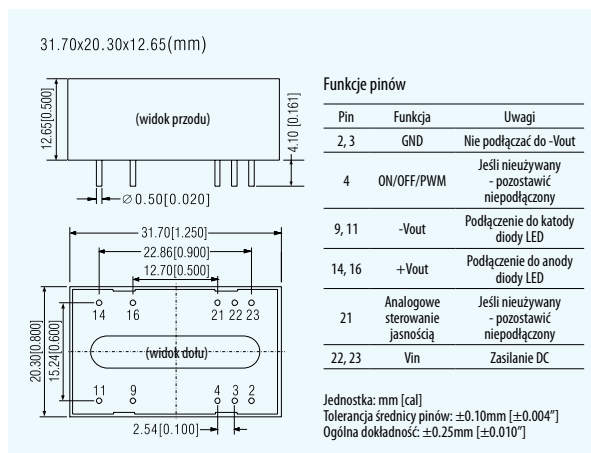 31.70x20.30x12.65(mm)
12.65[0.500]
(widok przodu)
4.10 [0.161]
Ø 0.50[0.020]
31.70[1.250]
22.86[0.900]
12.70[0.500]
14 16 21 22 23
20.30[0.800]
15.24[0.600]
(widok dołu)
11 9 4 3 2
2.54[0.100]
Funkcje pinów
Pin Funkcja Uwagi
2, 3 GND Nie podłączać do -Vout
4 ON/OFF/PWM Jeśli nieużywany
- pozostawić
niepodłączony
9, 11 -Vout Podłączenie do katody
diody LED
14, 16 +Vout Podłączenie do anody
diody LED
21 Analogowe
sterowanie
jasnością
Jeśli nieużywany
- pozostawić
niepodłączony
22, 23 Vin Zasilanie DC
Jednostka: mm [cal]
Tolerancja średnicy pinów: ±0.10mm [±0.004”]
Ogólna dokładność: ±0.25mm [±0.010”]